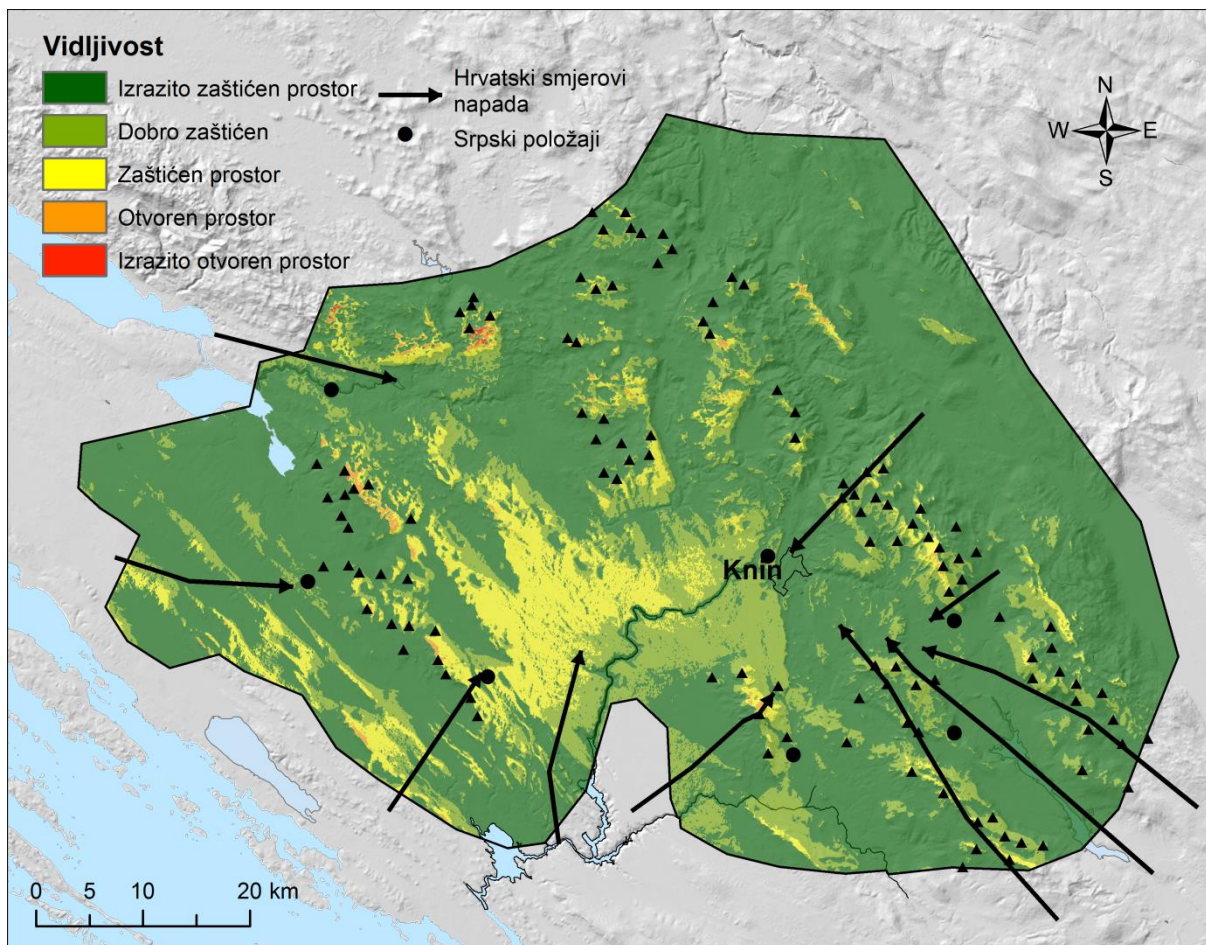 Vidljivost
Izrazito zaštićen prostor
Dobro zaštićen
Zaštićen prostor
Otvoren prostor
Izrazito otvoren prostor
Hrvatski smjerovi
napada
Srpski položaji
N
W E
S
Knin
0 5 10 20 km